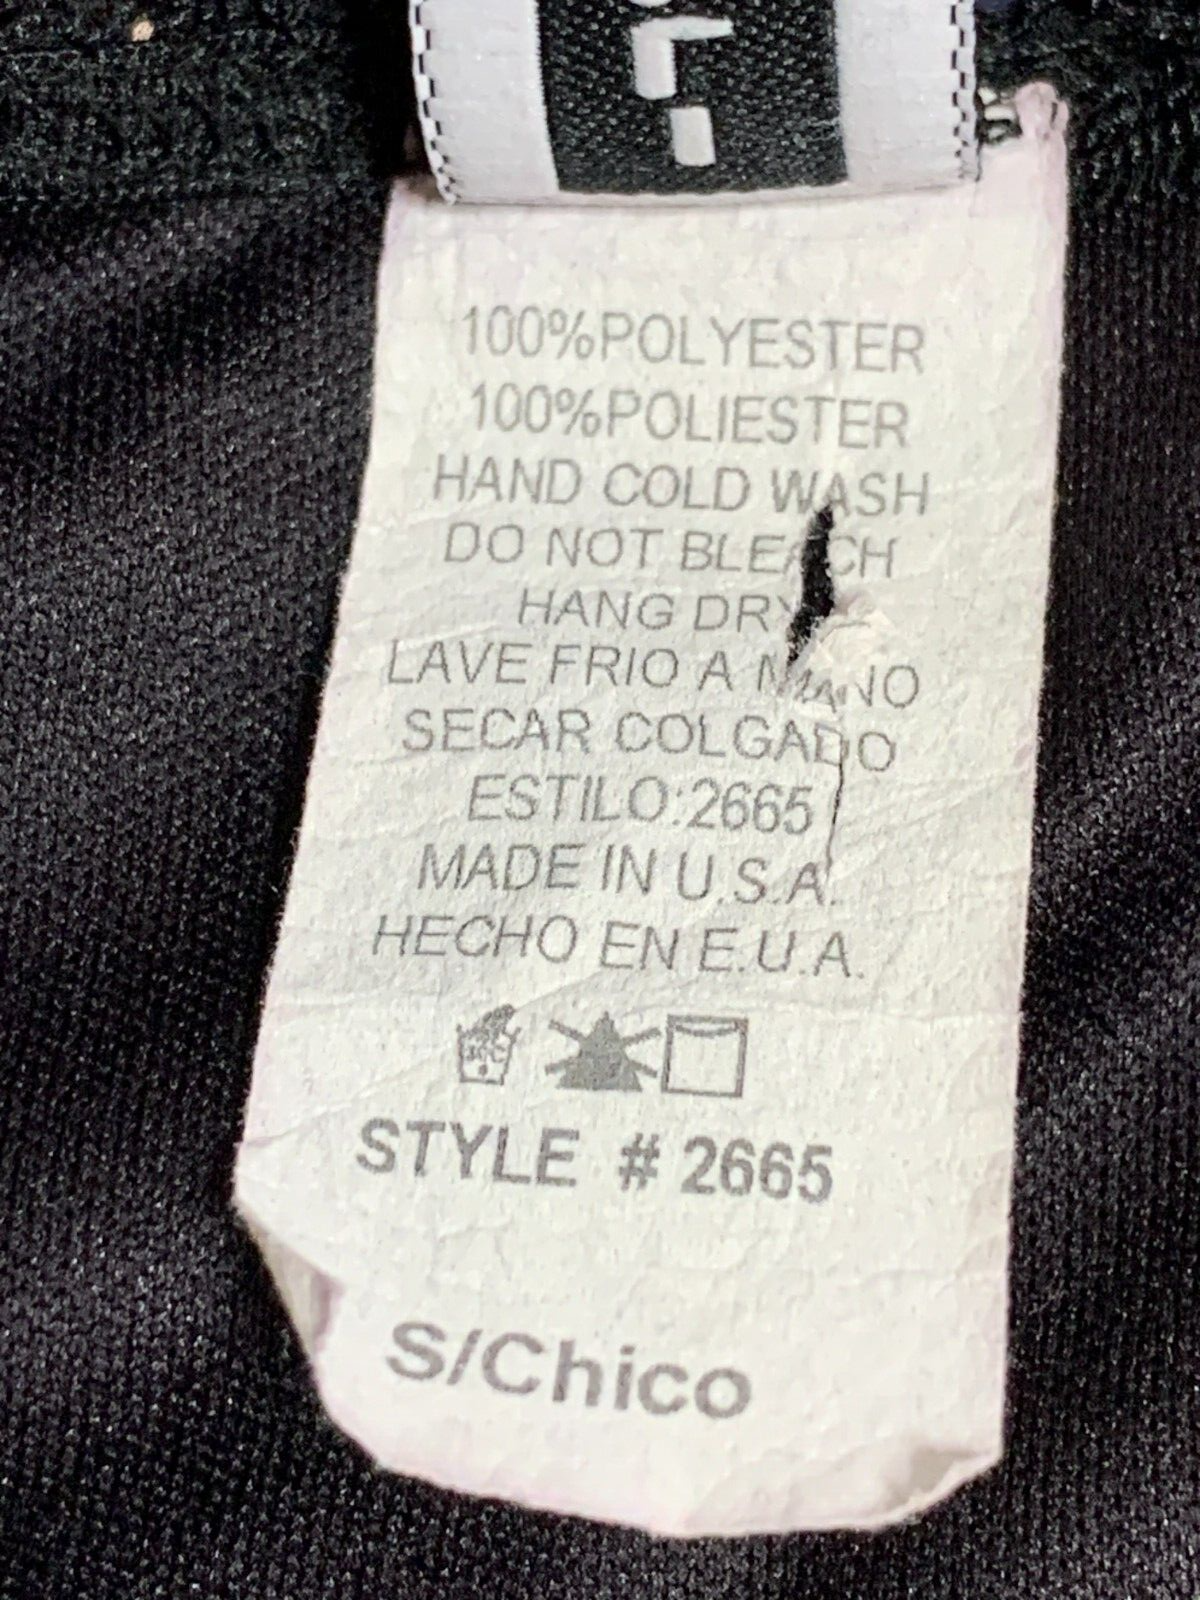 100%POLYESTER
100%POLIESTER
HAND COLD WASH
DO NOT BLEACH
HANG DRY
LAVE FRIO A MANO
SECAR COLGADO
ESTILO:2665
MADE IN U.S.A.
HECHO EN E.U.A.
STYLE # 2665
S/Chico